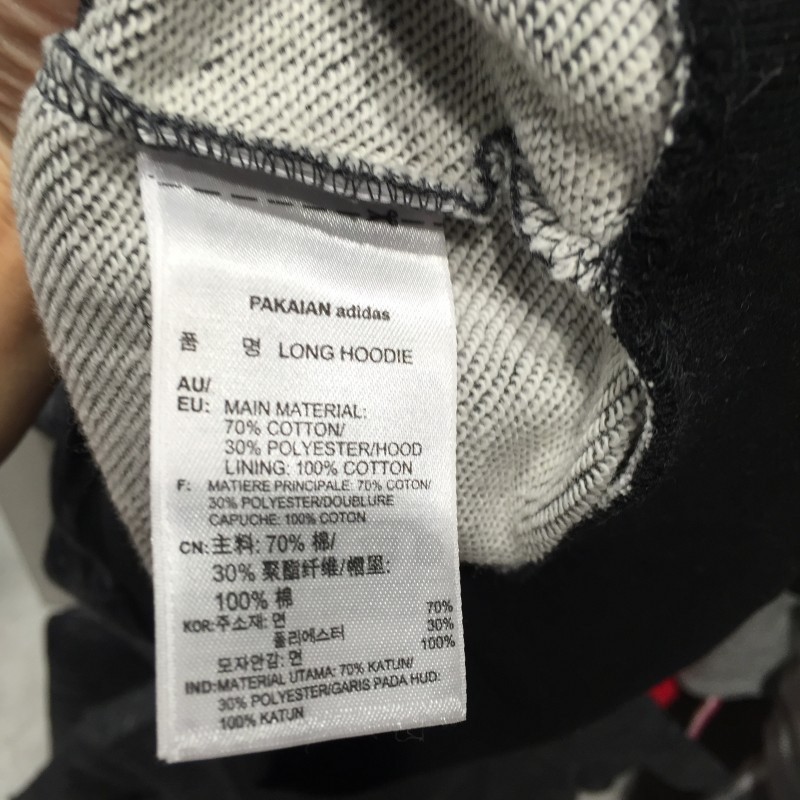 PAKAIAN adidas
품 명 LONG HOODIE
AU/
EU: MAIN MATERIAL:
70% COTTON/
30% POLYESTER/HOOD
LINING: 100% COTTON
F: MATIERE PRINCIPALE: 70% COTON/
30% POLYESTER/DOUBLURE
CAPUCHE: 100% COTON
CN: 主料: 70% 棉/
30% 聚酯纤维/帽里:
100% 棉
KOR: 주소재: 면 70%
폴리에스터 30%
모자안감: 면 100%
IND: MATERIAL UTAMA: 70% KATUN/
30% POLYESTER/GARIS PADA HUD:
100% KATUN